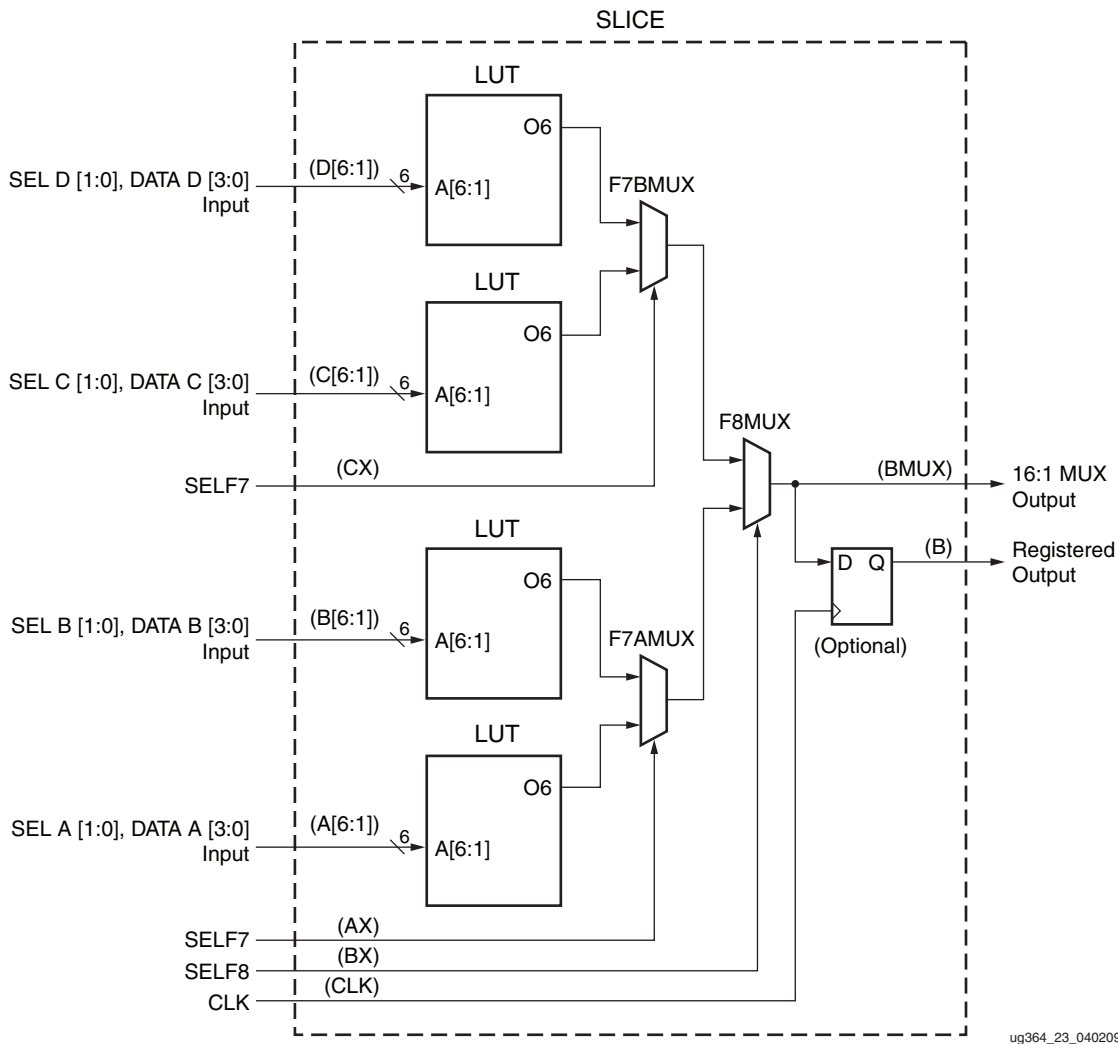 SLICE
LUT
O6
(D[6:1])
6
A[6:1]
SEL D [1:0], DATA D [3:0]
Input
F7BMUX
LUT
O6
(C[6:1])
6
A[6:1]
SEL C [1:0], DATA C [3:0]
Input
F8MUX
(CX)
SELF7
(BMUX)
16:1 MUX
Output
LUT
O6
D Q
(B)
Registered
Output
(B[6:1])
6
A[6:1]
SEL B [1:0], DATA B [3:0]
Input
F7AMUX
(Optional)
LUT
O6
(A[6:1])
6
A[6:1]
SEL A [1:0], DATA A [3:0]
Input
(AX)
SELF7
(BX)
SELF8
(CLK)
CLK
ug364_23_040209